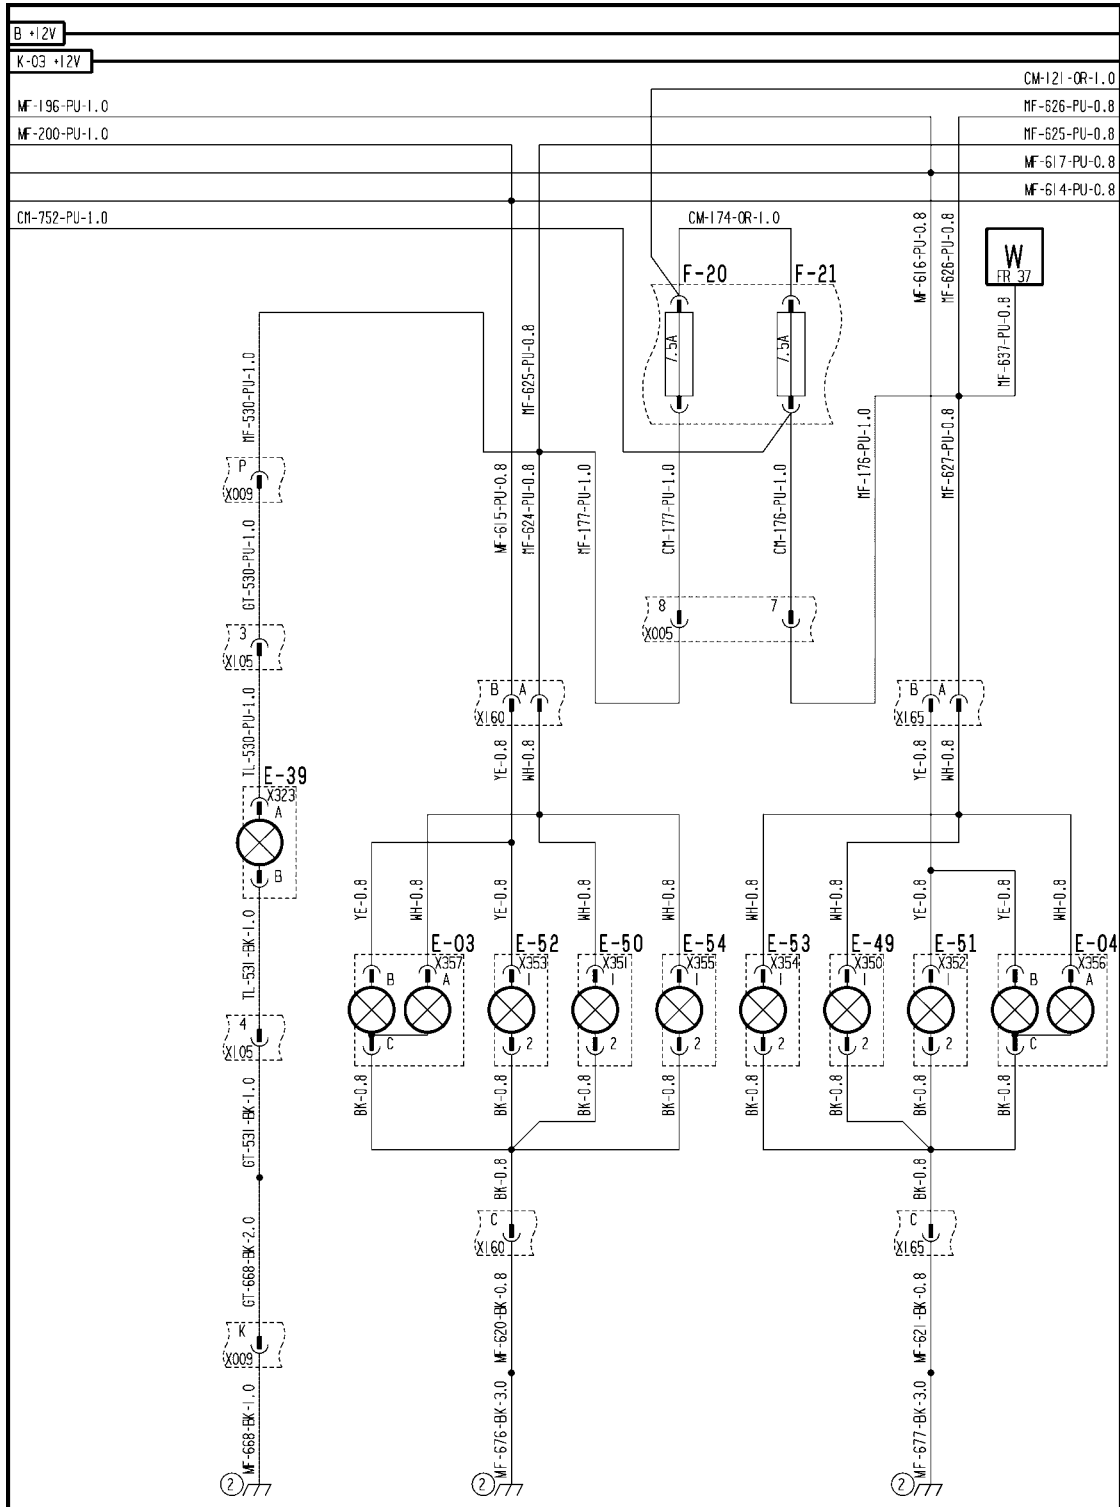 B +12V
K-03 +12V
CM-121-OR-1.0
MF-196-PU-1.0
MF-626-PU-0.8
MF-200-PU-1.0
MF-625-PU-0.8
MF-617-PU-0.8
MF-614-PU-0.8
CM-752-PU-1.0
CM-174-OR-1.0
MF-616-PU-0.8
MF-626-PU-0.8
W
FR 37
F-20
F-21
7.5A
7.5A
MF-637-PU-0.8
MF-530-PU-1.0
MF-625-PU-0.8
P
X009
MF-615-PU-0.8
MF-624-PU-0.8
MF-177-PU-1.0
CM-177-PU-1.0
CM-176-PU-1.0
MF-176-PU-1.0
MF-627-PU-0.8
GT-530-PU-1.0
3
X105
8
7
X005
TL-530-PU-1.0
B A
X160
B A
X165
YE-0.8
WH-0.8
YE-0.8
WH-0.8
E-39
X323
A
B
YE-0.8
WH-0.8
YE-0.8
WH-0.8
WH-0.8
WH-0.8
WH-0.8
YE-0.8
YE-0.8
WH-0.8
TL-531-BK-1.0
E-03
E-52
E-50
E-54
E-53
E-49
E-51
E-04
X357
X353
X351
X355
X354
X350
X352
X356
B A
1
1
1
1
1
1
B A
C
2
2
2
2
2
2
C
4
X105
BK-0.8
BK-0.8
BK-0.8
BK-0.8
BK-0.8
BK-0.8
BK-0.8
BK-0.8
GT-531-BK-1.0
BK-0.8
BK-0.8
C
X160
C
X165
GT-668-BK-2.0
MF-620-BK-0.8
MF-621-BK-0.8
K
X009
MF-668-BK-1.0
MF-676-BK-3.0
MF-677-BK-3.0
2
2
2